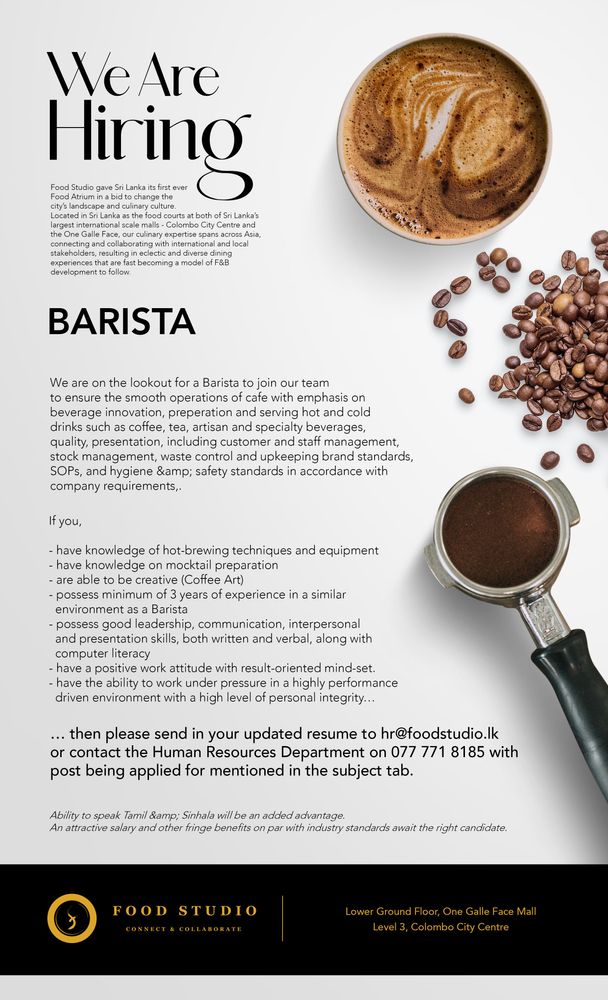 We Are
Hiring
Food Studio gave Sri Lanka its first ever
Food Atrium in a bid to change the
city's landscape and culinary culture.
Located in Sri Lanka as the food courts at both of Sri Lanka's
largest international scale malls - Colombo City Centre and
the One Galle Face, our culinary expertise spans across Asia,
connecting and collaborating with international and local
stakeholders, resulting in eclectic and diverse dining
experiences that are fast becoming a model of F&B
development to follow.
BARISTA
We are on the lookout for a Barista to join our team
to ensure the smooth operations of cafe with emphasis on
beverage innovation, preperation and serving hot and cold
drinks such as coffee, tea, artisan and specialty beverages,
quality, presentation, including customer and staff management,
stock management, waste control and upkeeping brand standards,
SOPs, and hygiene &amp; safety standards in accordance with
company requirements,.
If you,
- have knowledge of hot-brewing techniques and equipment
- have knowledge on mocktail preparation
- are able to be creative (Coffee Art)
- possess minimum of 3 years of experience in a similar
environment as a Barista
- possess good leadership, communication, interpersonal
and presentation skills, both written and verbal, along with
computer literacy
- have a positive work attitude with result-oriented mind-set.
- have the ability to work under pressure in a highly performance
driven environment with a high level of personal integrity...
... then please send in your updated resume to hr@foodstudio.lk
or contact the Human Resources Department on 077 771 8185 with
post being applied for mentioned in the subject tab.
Ability to speak Tamil &amp; Sinhala will be an added advantage.
An attractive salary and other fringe benefits on par with industry standards await the right candidate.
FOOD STUDIO
CONNECT & COLLABORATE
Lower Ground Floor, One Galle Face Mall
Level 3, Colombo City Centre